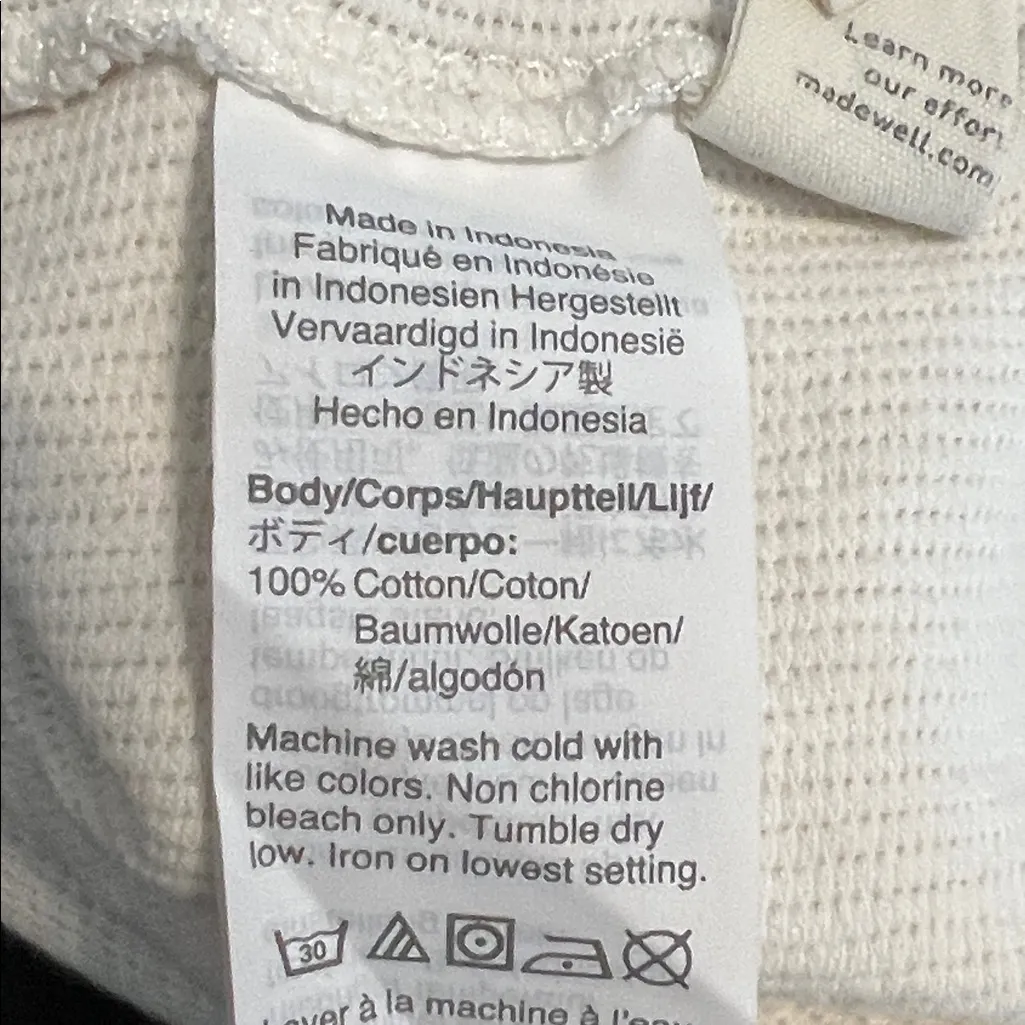 Learn more
our effort
madewell.com
Made in Indonesia
Fabriqué en Indonésie
in Indonesien Hergestellt
Vervaardigd in Indonesië
インドネシア製
Hecho en Indonesia
Body/Corps/Hauptteil/Lijf/
ボディ/cuerpo:
100% Cotton/Coton/
Baumwolle/Katoen/
綿/algodón
Machine wash cold with
like colors. Non chlorine
bleach only. Tumble dry
low. Iron on lowest setting.
30
à la machine à